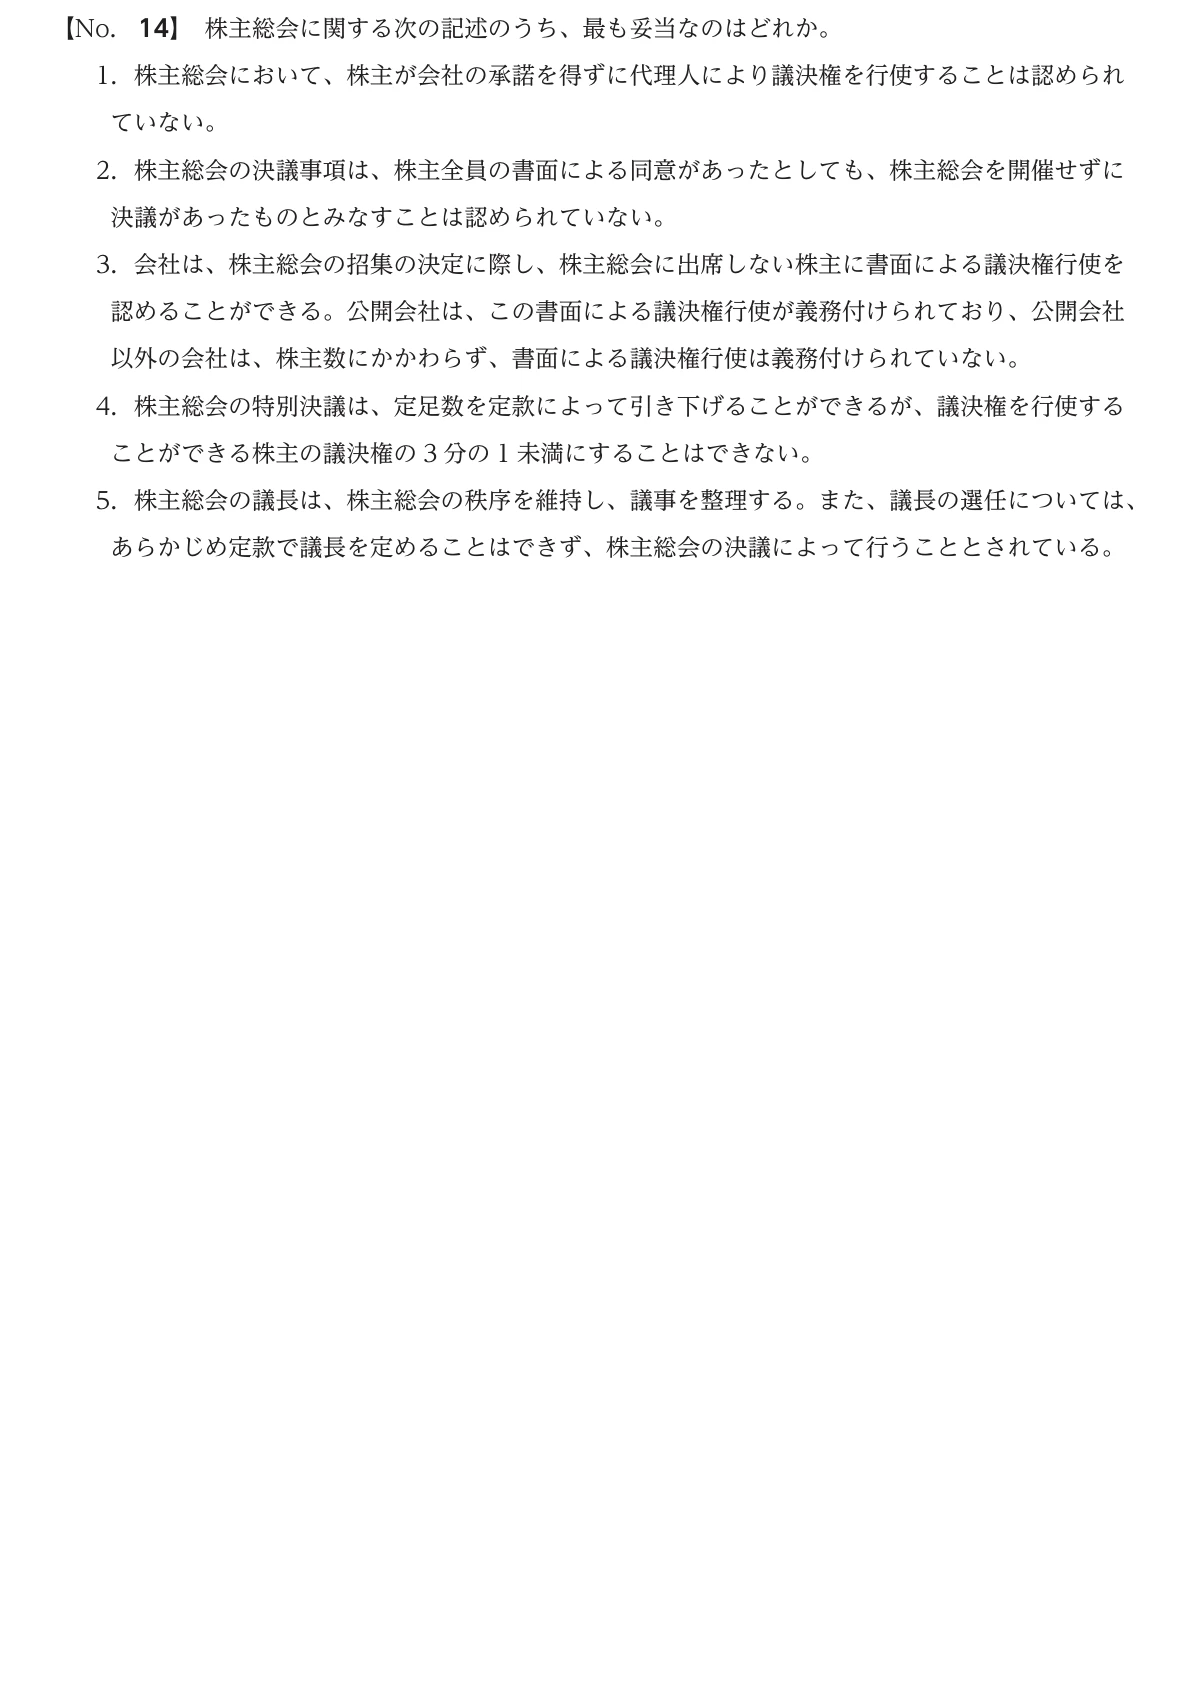 【No. 14】 株主総会に関する次の記述のうち、最も妥当なのはどれか。
1. 株主総会において、株主が会社の承諾を得ずに代理人により議決権を行使することは認められ
ていない。
2. 株主総会の決議事項は、株主全員の書面による同意があったとしても、株主総会を開催せずに
決議があったものとみなすことは認められていない。
3. 会社は、株主総会の招集の決定に際し、株主総会に出席しない株主に書面による議決権行使を
認めることができる。公開会社は、この書面による議決権行使が義務付けられており、公開会社
以外の会社は、株主数にかかわらず、書面による議決権行使は義務付けられていない。
4. 株主総会の特別決議は、定足数を定款によって引き下げることができるが、議決権を行使する
ことができる株主の議決権の 3 分の 1 未満にすることはできない。
5. 株主総会の議長は、株主総会の秩序を維持し、議事を整理する。また、議長の選任については、
あらかじめ定款で議長を定めることはできず、株主総会の決議によって行うこととされている。